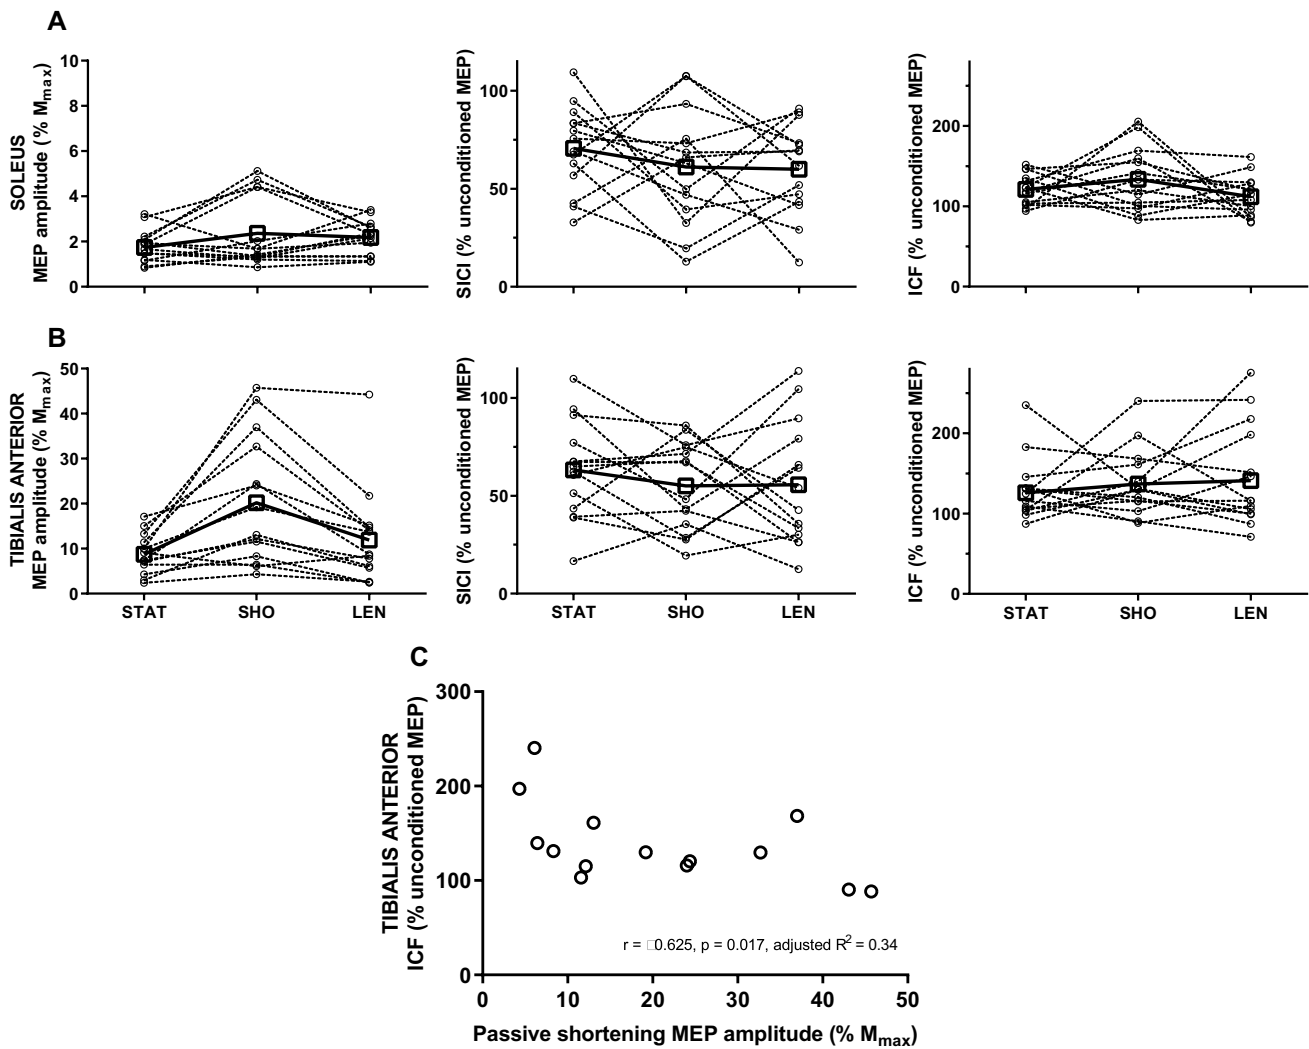 A
SOLEUS
MEP amplitude (% Mmax)
10
8
6
4
2
0
SICI (% unconditioned MEP)
100
50
0
ICF (% unconditioned MEP)
200
100
0
B
TIBIALIS ANTERIOR
MEP amplitude (% Mmax)
50
40
30
20
10
0
STAT SHO LEN
SICI (% unconditioned MEP)
100
50
0
STAT SHO LEN
ICF (% unconditioned MEP)
200
100
0
STAT SHO LEN
C
TIBIALIS ANTERIOR
ICF (% unconditioned MEP)
300
200
100
0
r = □0.625, p = 0.017, adjusted R2 = 0.34
0 10 20 30 40 50
Passive shortening MEP amplitude (% Mmax)